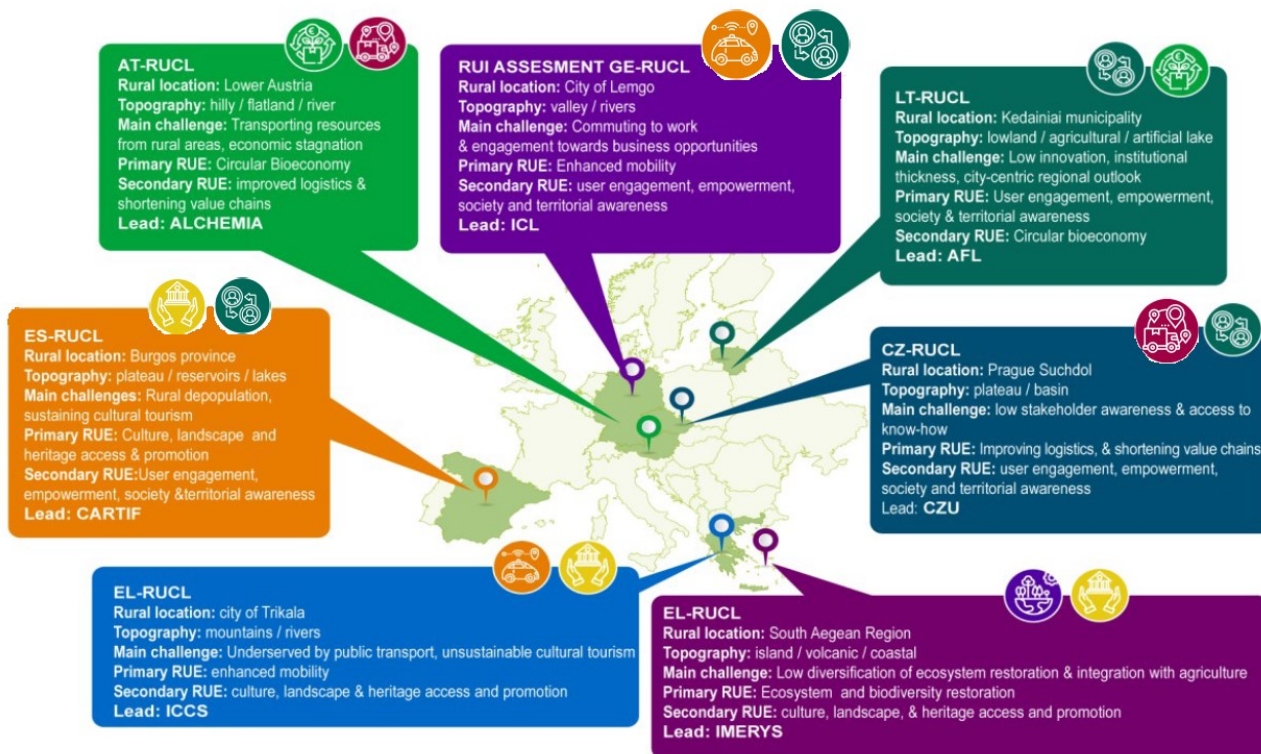 AT-RUCL
Rural location: Lower Austria
Topography: hilly / flatland / river
Main challenge: Transporting resources
from rural areas, economic stagnation
Primary RUE: Circular Bioeconomy
Secondary RUE: improved logistics &
shortening value chains
Lead: ALCHEMIA
RUI ASSESMENT GE-RUCL
Rural location: City of Lemgo
Topography: valley / rivers
Main challenge: Commuting to work
& engagement towards business opportunities
Primary RUE: Enhanced mobility
Secondary RUE: user engagement, empowerment,
society and territorial awareness
Lead: ICL
LT-RUCL
Rural location: Kedainiai municipality
Topography: lowland / agricultural / artificial lake
Main challenge: Low innovation, institutional
thickness, city-centric regional outlook
Primary RUE: User engagement, empowerment,
society & territorial awareness
Secondary RUE: Circular bioeconomy
Lead: AFL
ES-RUCL
Rural location: Burgos province
Topography: plateau / reservoirs / lakes
Main challenges: Rural depopulation,
sustaining cultural tourism
Primary RUE: Culture, landscape and
heritage access & promotion
Secondary RUE:User engagement,
empowerment, society &territorial awareness
Lead: CARTIF
CZ-RUCL
Rural location: Prague Suchdol
Topography: plateau / basin
Main challenge: low stakeholder awareness & access to
know-how
Primary RUE: Improving logistics, & shortening value chains
Secondary RUE: user engagement, empowerment,
society and territorial awareness
Lead: CZU
EL-RUCL
Rural location: city of Trikala
Topography: mountains / rivers
Main challenge: Underserved by public transport, unsustainable cultural tourism
Primary RUE: enhanced mobility
Secondary RUE: culture, landscape & heritage access and promotion
Lead: ICCS
EL-RUCL
Rural location: South Aegean Region
Topography: island / volcanic / coastal
Main challenge: Low diversification of ecosystem restoration & integration with agriculture
Primary RUE: Ecosystem and biodiversity restoration
Secondary RUE: culture, landscape, & heritage access and promotion
Lead: IMERYS